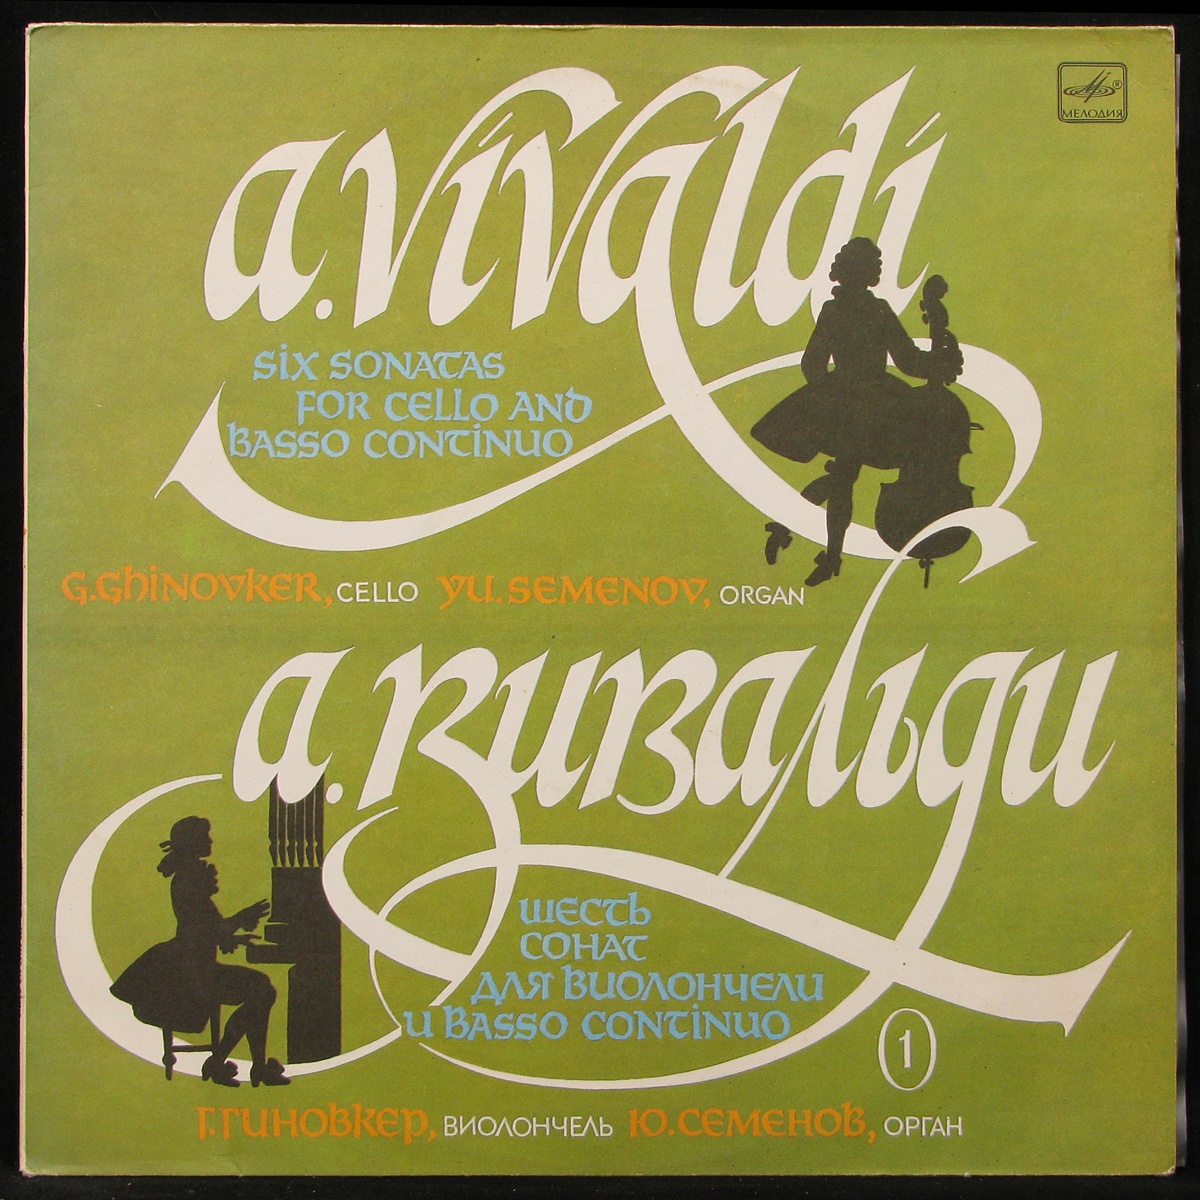 МЕЛОДИЯ ®
a. vivaldi
SIX SONATAS
FOR CELLO AND
BASSO CONTINUO
G. GHINOVKER, CELLO YU. SEMENOV, ORGAN
а. вивальди
ШЕСТЬ
СОНАТ
ДЛЯ ВИОЛОНЧЕЛИ
И BASSO CONTINUO
1
Г. ГИНОВКЕР, ВИОЛОНЧЕЛЬ Ю. СЕМЕНОВ, ОРГАН